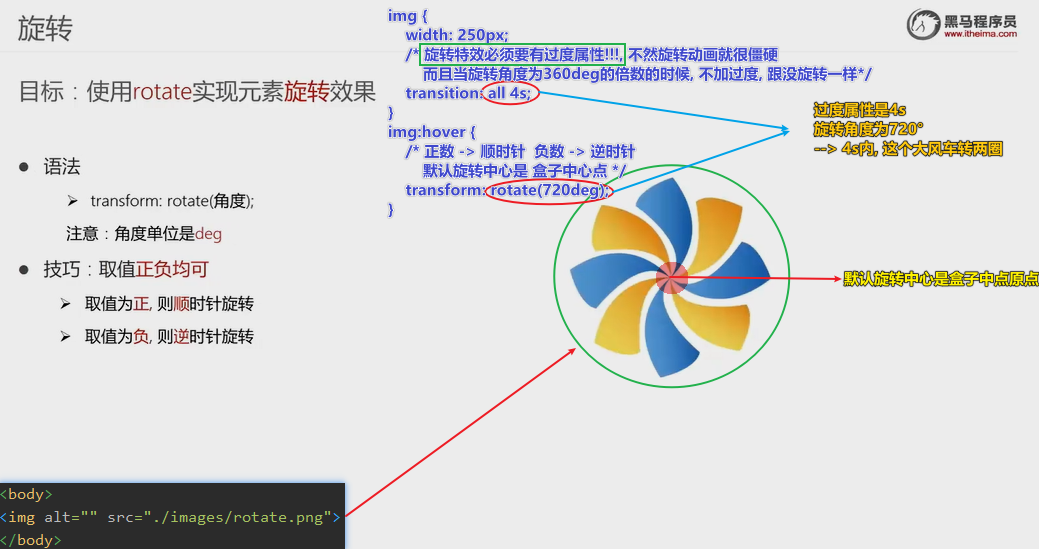 旋转
黑马程序员
www.itheima.com
目标：使用rotate实现元素旋转效果
● 语法
➢ transform: rotate(角度);
注意：角度单位是deg
● 技巧：取值正负均可
➢ 取值为正, 则顺时针旋转
➢ 取值为负, 则逆时针旋转
img {
width: 250px;
/* 旋转特效必须要有过度属性!!!, 不然旋转动画就很僵硬
而且当旋转角度为360deg的倍数的时候, 不加过度, 跟没旋转一样*/
transition: all 4s;
}
img:hover {
/* 正数 -> 顺时针 负数 -> 逆时针
默认旋转中心是 盒子中心点 */
transform: rotate(720deg);
}
过度属性是4s
旋转角度为720°
--> 4s内, 这个大风车转两圈
默认旋转中心是盒子中点原点
<body>
<img alt="" src="./images/rotate.png">
</body>